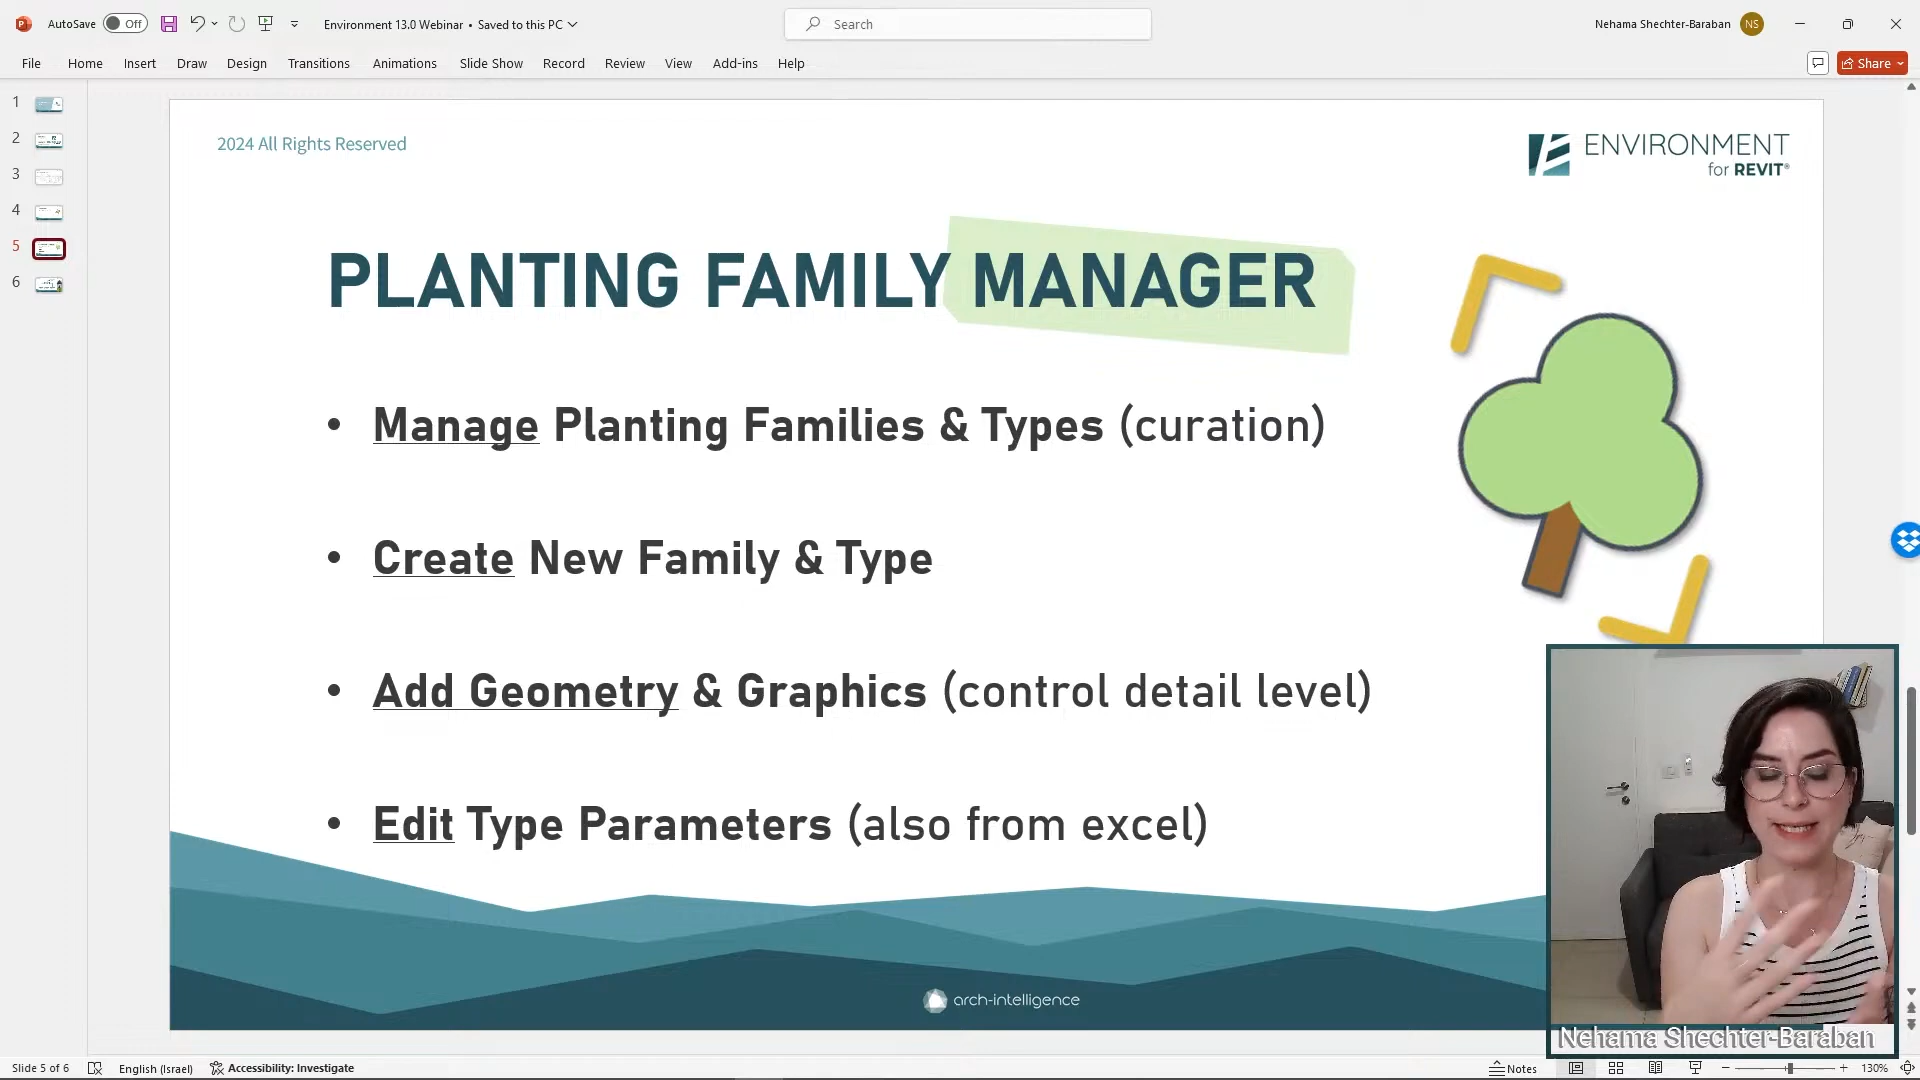 AutoSave Off
Environment 13.0 Webinar • Saved to this PC
Search
Nehama Shechter-Baraban NS
File Home Insert Draw Design Transitions Animations Slide Show Record Review View Add-ins Help
Share
1
2
3
4
5
6
2024 All Rights Reserved
ENVIRONMENT
for REVIT®
PLANTING FAMILY MANAGER
• Manage Planting Families & Types (curation)
• Create New Family & Type
• Add Geometry & Graphics (control detail level)
• Edit Type Parameters (also from excel)
arch-intelligence
Nehama Shechter-Baraban
Slide 5 of 6 English (Israel) Accessibility: Investigate Notes 130%